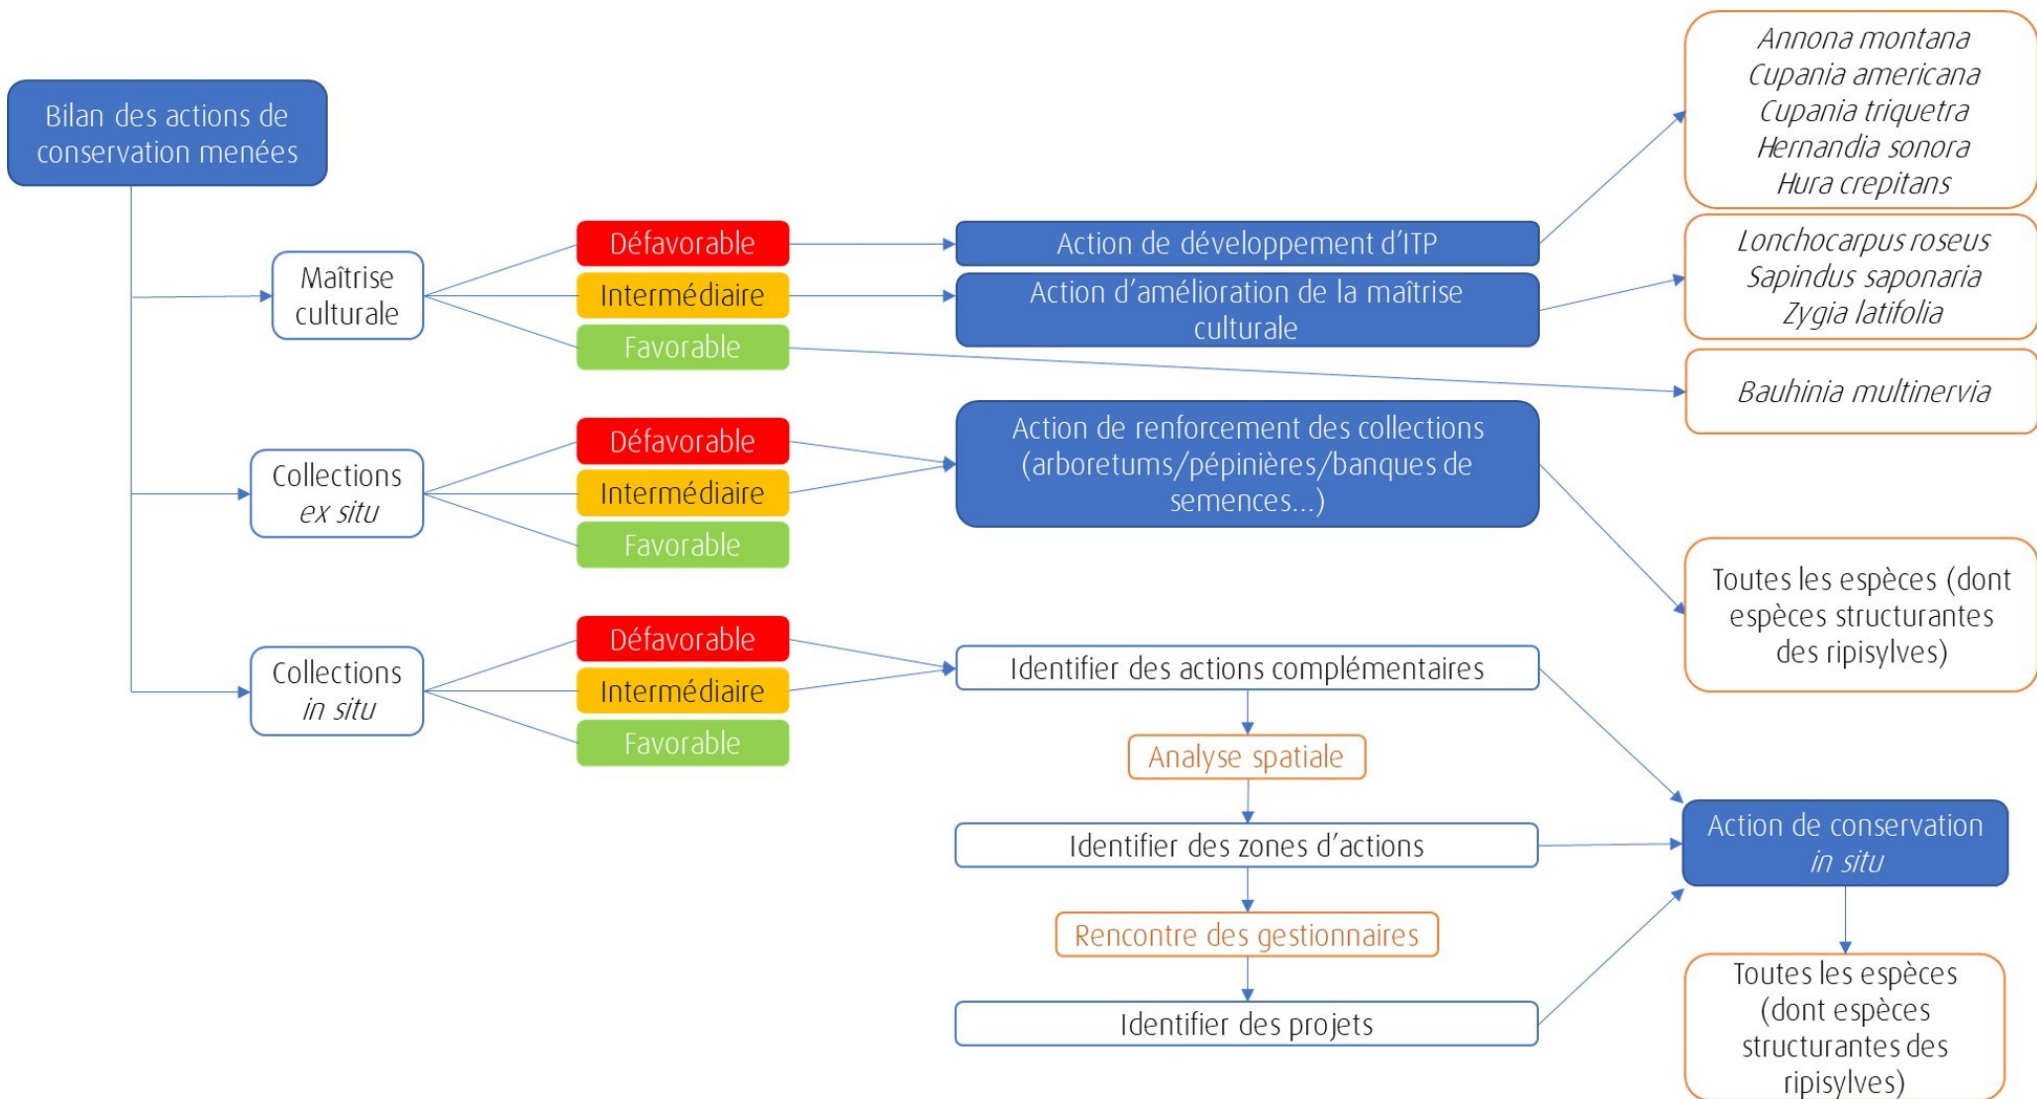 Bilan des actions de
conservation menées
Maîtrise
culturale
Défavorable
Intermédiaire
Favorable
Action de développement d’ITP
Action d’amélioration de la maîtrise
culturale
Annona montana
Cupania americana
Cupania triquetra
Hernandia sonora
Hura crepitans
Lonchocarpus roseus
Sapindus saponaria
Zygia latifolia
Bauhinia multinervia
Collections
ex situ
Défavorable
Intermédiaire
Favorable
Action de renforcement des collections
(arboretums/pépinières/banques de
semences...)
Toutes les espèces (dont
espèces structurantes
des ripisylves)
Collections
in situ
Défavorable
Intermédiaire
Favorable
Identifier des actions complémentaires
Analyse spatiale
Identifier des zones d’actions
Rencontre des gestionnaires
Identifier des projets
Action de conservation
in situ
Toutes les espèces
(dont espèces
structurantes des
ripisylves)